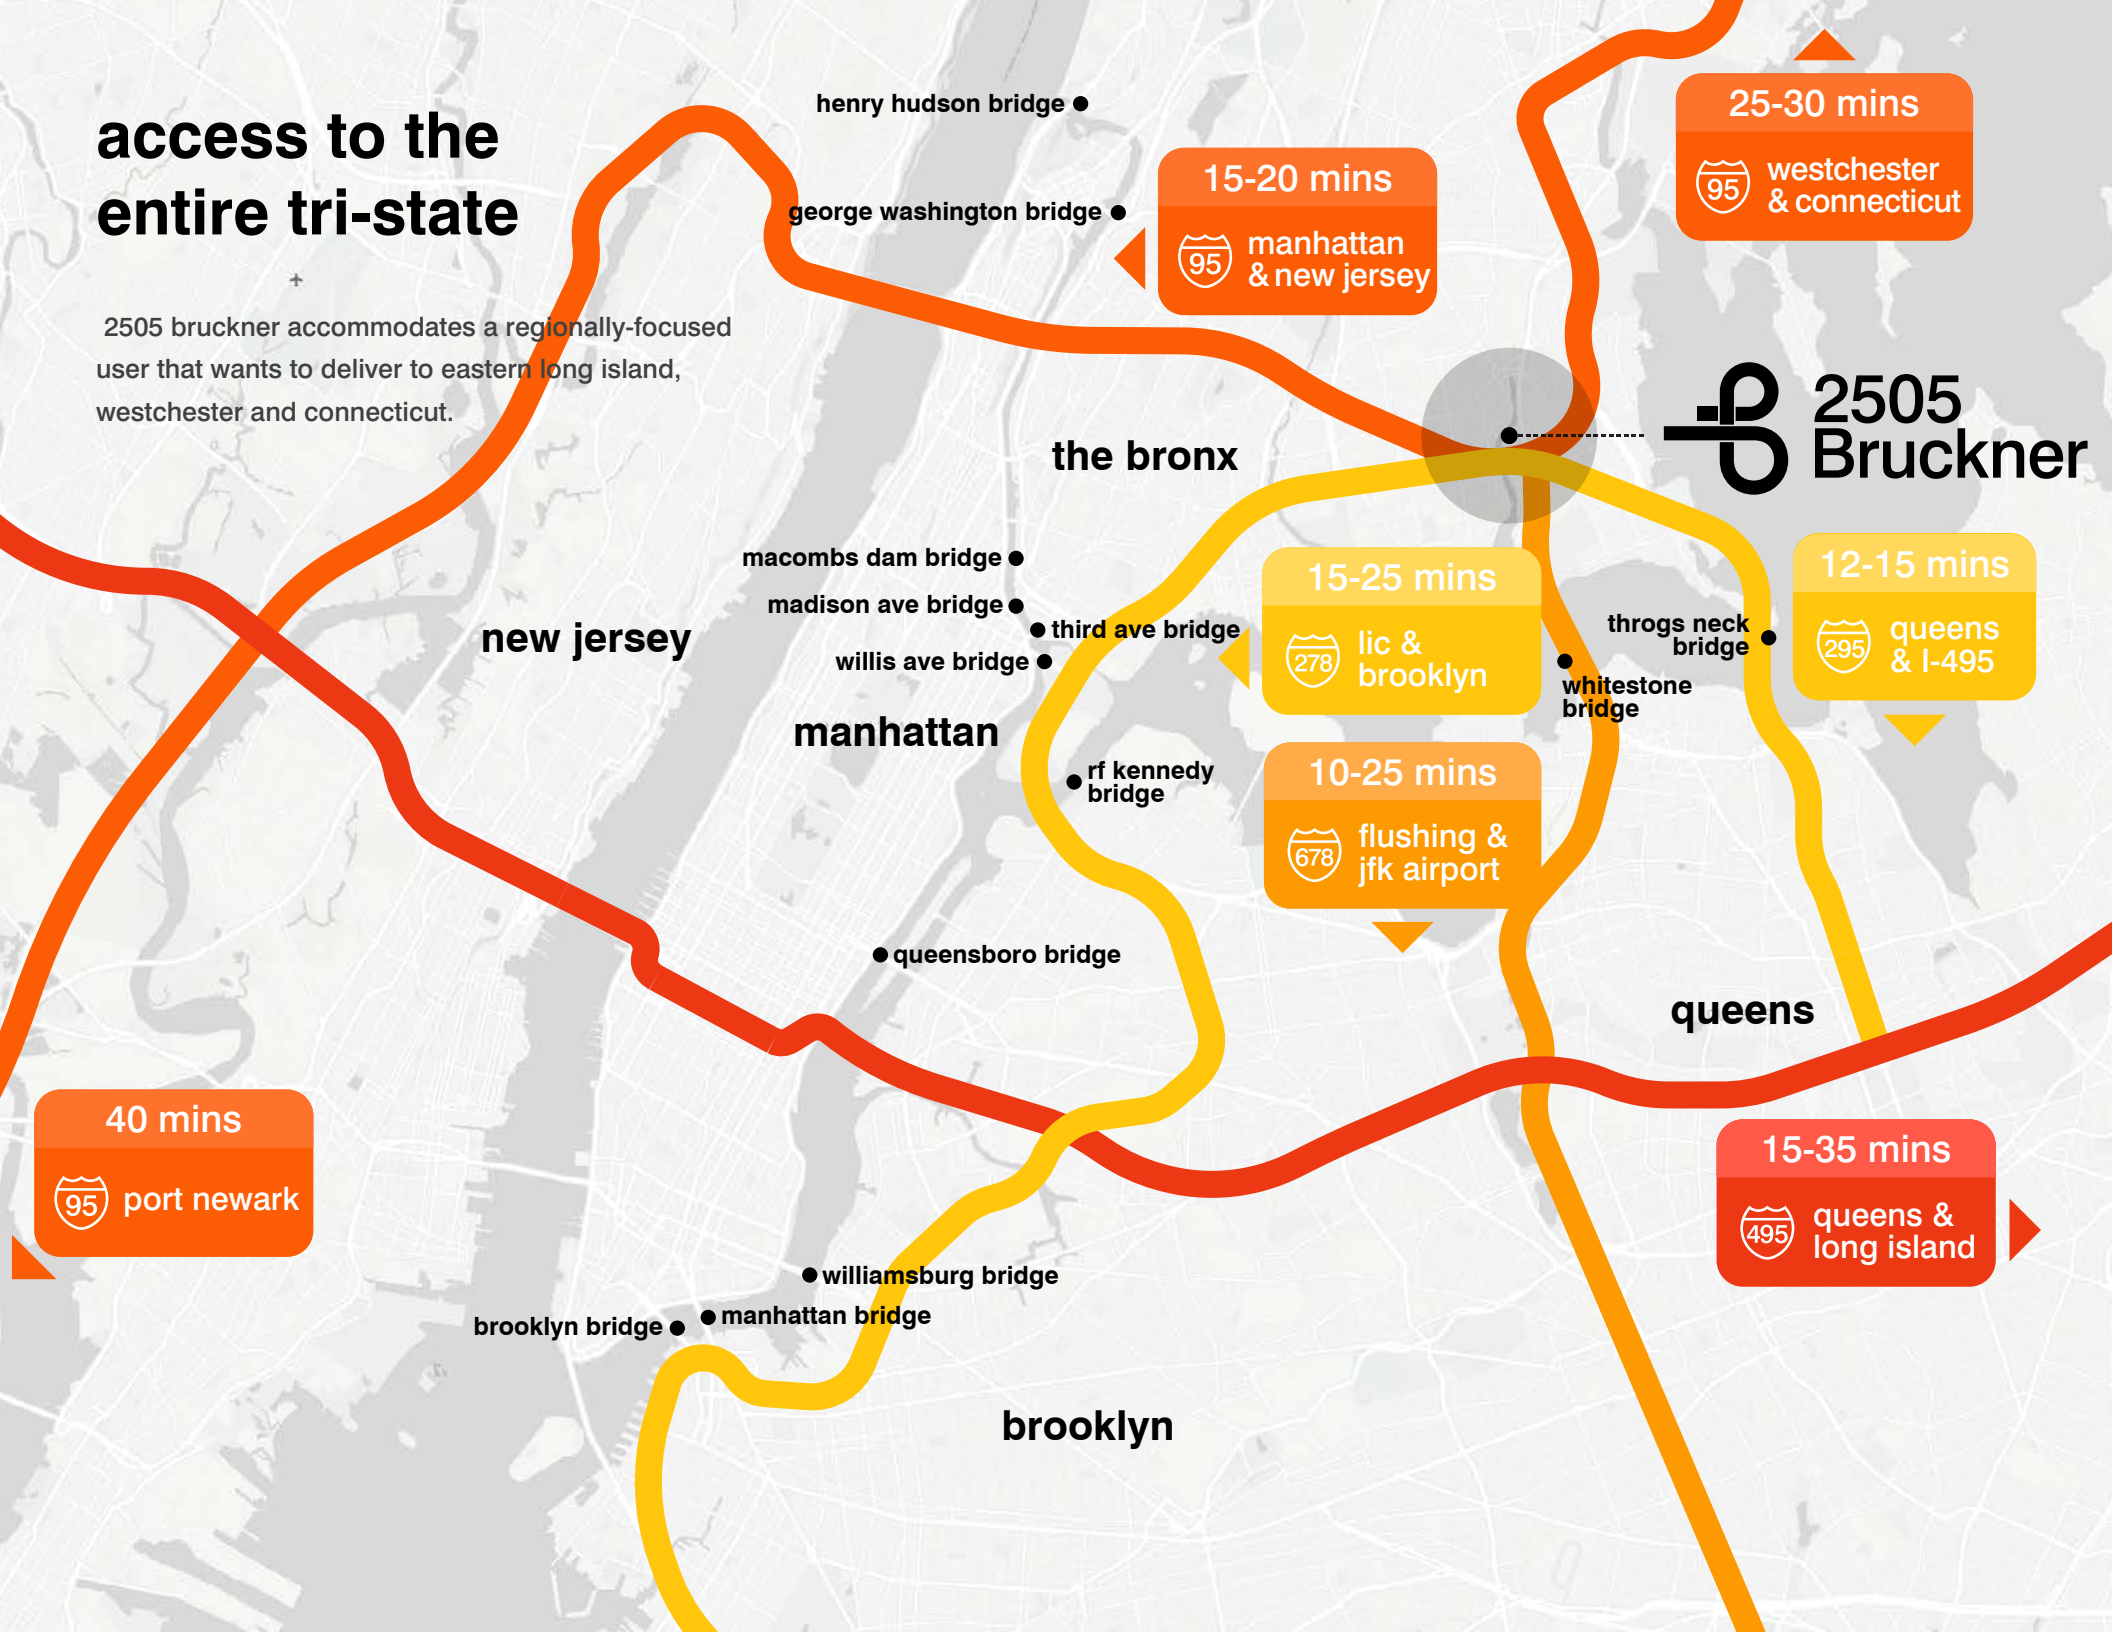 access to the
entire tri-state
2505 bruckner accommodates a regionally-focused
user that wants to deliver to eastern long island,
westchester and connecticut.
henry hudson bridge
george washington bridge
15-20 mins
95
manhattan
& new jersey
25-30 mins
95
westchester
& connecticut
2505
Bruckner
the bronx
macombs dam bridge
madison ave bridge
third ave bridge
willis ave bridge
new jersey
manhattan
rf kennedy
bridge
15-25 mins
278
lic &
brooklyn
throgs neck
bridge
whitestone
bridge
12-15 mins
295
queens
& I-495
10-25 mins
678
flushing &
jfk airport
queensboro bridge
queens
40 mins
95
port newark
15-35 mins
495
queens &
long island
williamsburg bridge
manhattan bridge
brooklyn bridge
brooklyn